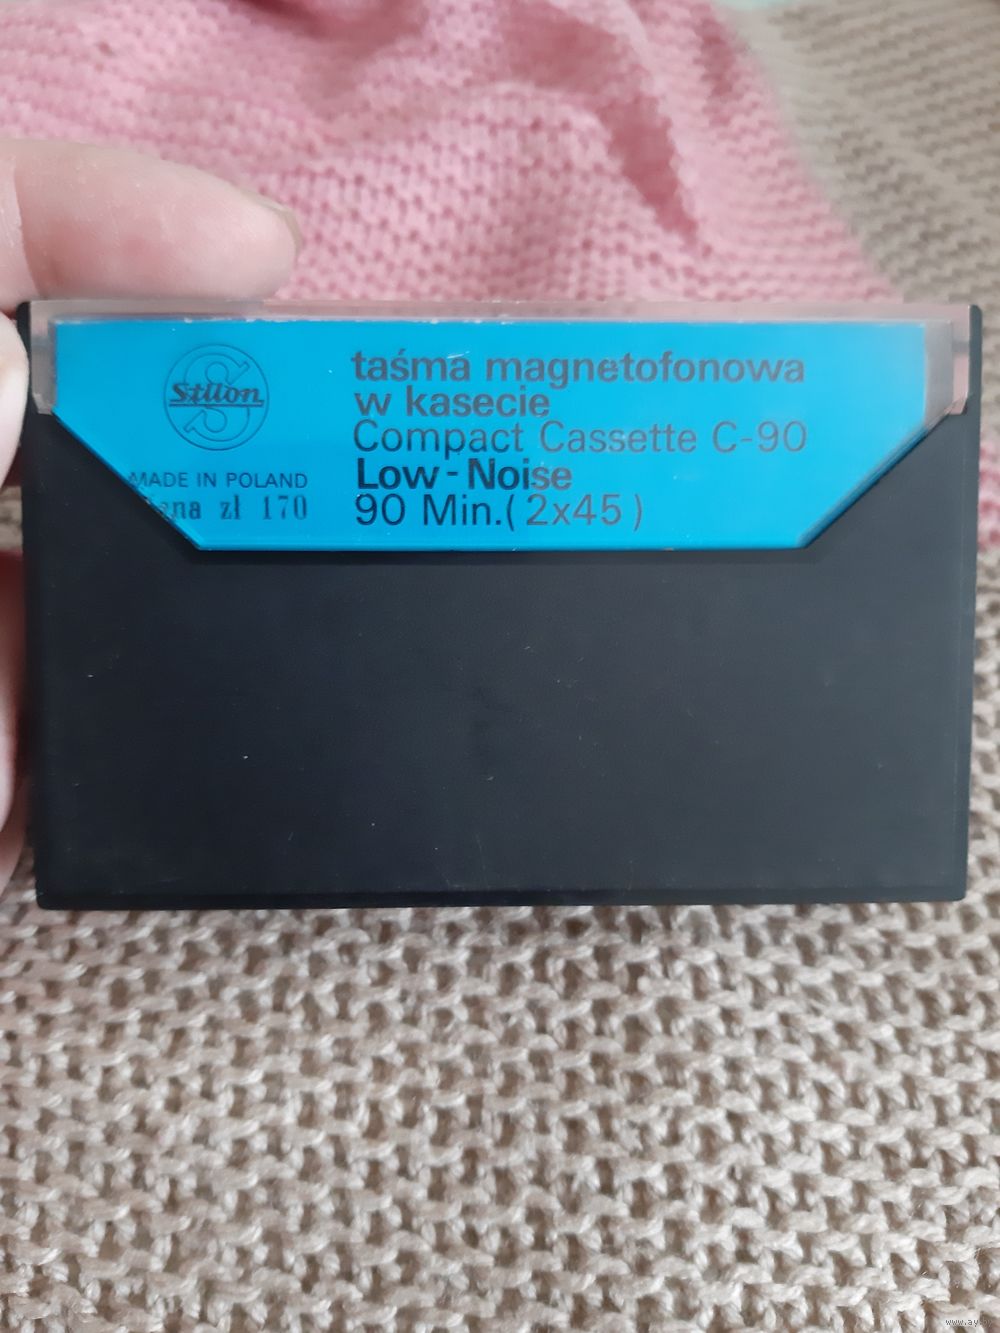 Stilon
taśma magnetofonowa
w kasecie
Compact Cassette C-90
Low-Noise
90 Min. (2x45)
MADE IN POLAND
zł 170